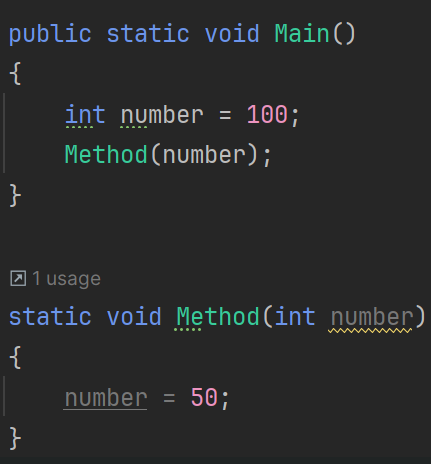 public static void Main()
{
    int number = 100;
    Method(number);
}
1 usage
static void Method(int number)
{
    number = 50;
}